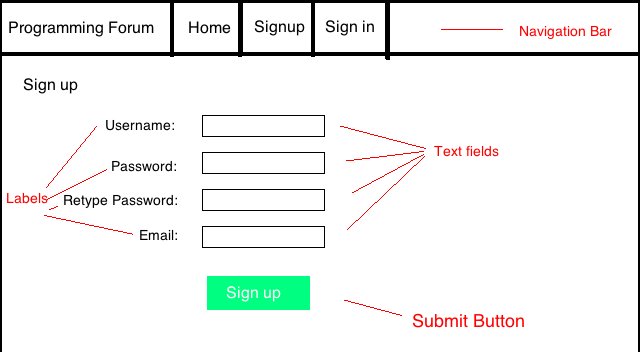 Programming Forum Home Signup Sign in Navigation Bar
Sign up
Username:
Text fields
Password:
Labels Retype Password:
Email:
Sign up
Submit Button